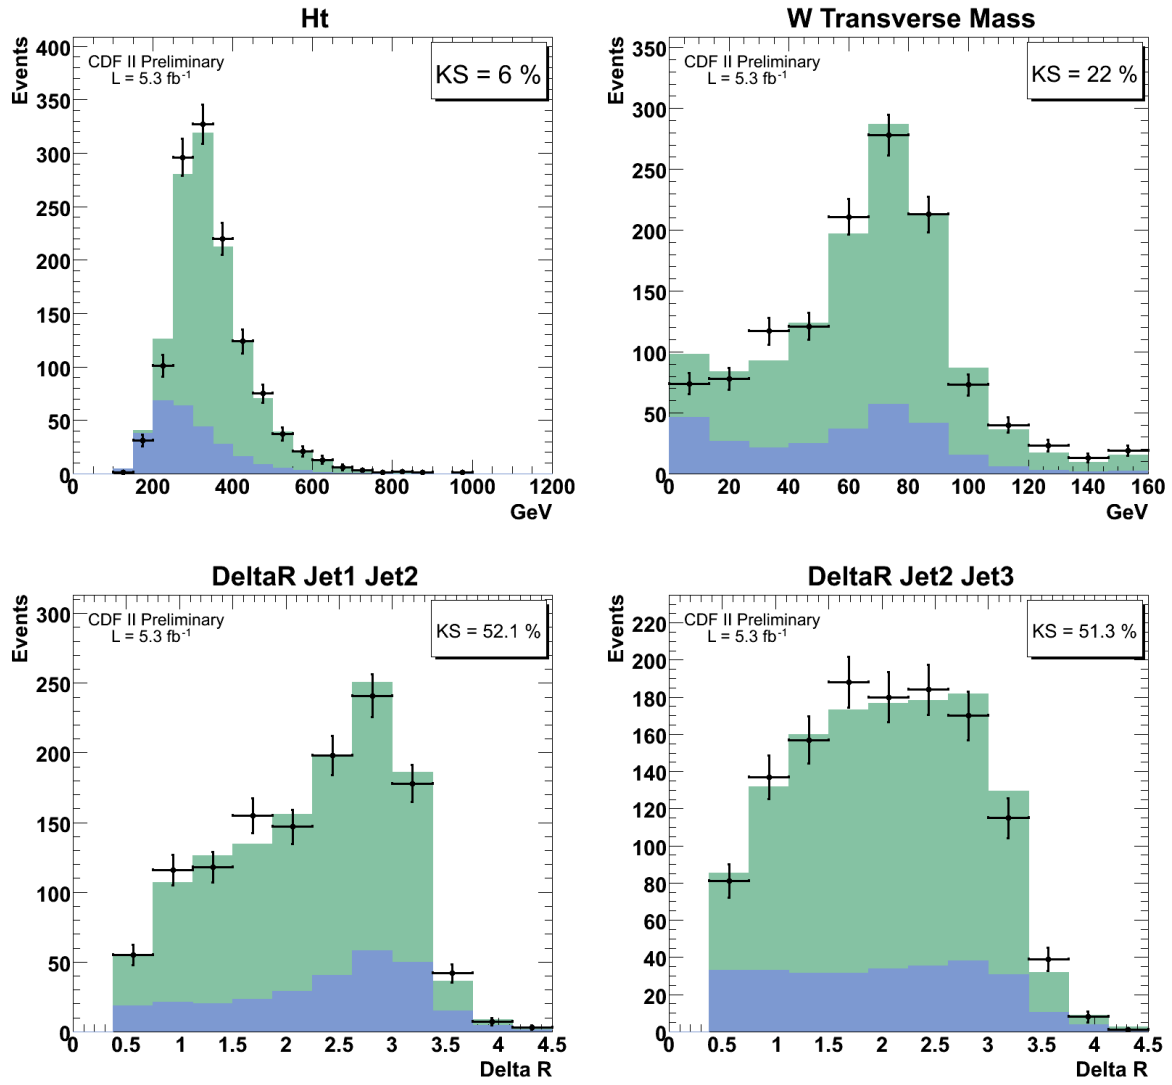 Ht
Events
CDF II Preliminary
L = 5.3 fb⁻¹
KS = 6 %
400
350
300
250
200
150
100
50
0
0 200 400 600 800 1000 1200
GeV
W Transverse Mass
Events
CDF II Preliminary
L = 5.3 fb⁻¹
KS = 22 %
350
300
250
200
150
100
50
0
0 20 40 60 80 100 120 140 160
GeV
DeltaR Jet1 Jet2
Events
CDF II Preliminary
L = 5.3 fb⁻¹
KS = 52.1 %
300
250
200
150
100
50
0
0 0.5 1 1.5 2 2.5 3 3.5 4 4.5
Delta R
DeltaR Jet2 Jet3
Events
CDF II Preliminary
L = 5.3 fb⁻¹
KS = 51.3 %
220
200
180
160
140
120
100
80
60
40
20
0
0 0.5 1 1.5 2 2.5 3 3.5 4 4.5
Delta R